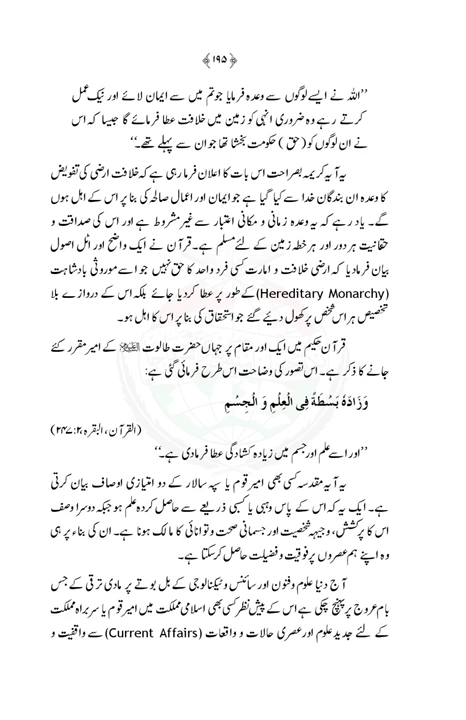 ﴿۱۹۵﴾
’’اللہ نے ایسے لوگوں سے وعدہ فرمایا جو تم میں سے ایمان لائے اور نیک عمل
کرتے رہے وہ ضروری انہی کو زمین میں خلافت عطا فرمائے گا جیسا کہ اس
نے ان لوگوں کو (حق) حکومت بخشا تھا جو ان سے پہلے تھے۔‘‘
یہ آیہ کریمہ بصراحت اس بات کا اعلان فرما رہی ہے کہ خلافت ارضی کی تفویض
کا وعدہ ان بندگان خدا سے کیا گیا ہے جو ایمان اور اعمال صالحہ کی بنا پر اس کے اہل ہوں
گے۔ یاد رہے کہ یہ وعدہ زمانی و مکانی اعتبار سے غیر مشروط ہے اور اس کی صداقت و
حقانیت ہر دور اور ہر خطہ زمین کے لئے مسلم ہے۔ قرآن نے ایک واضح اور اٹل اصول
بیان فرما دیا کہ ارضی خلافت و امارت کسی فرد واحد کا حق نہیں جو اسے موروثی بادشاہت
(Hereditary Monarchy) کے طور پر عطا کر دیا جائے بلکہ اس کے دروازے بلا
تخصیص ہر اس شخص پر کھول دیئے گئے جو استحقاق کی بنا پر اس کا اہل ہو۔
قرآن حکیم میں ایک اور مقام پر جہاں حضرت طالوت کے امیر مقرر کئے
جانے کا ذکر ہے۔ اس تصور کی وضاحت اس طرح فرمائی گئی ہے:
وَزَادَهٗ بَسْطَةً فِی الْعِلْمِ وَ الْجِسْمِ
(القرآن، البقرہ ۲:۲۴۷)
’’اور اسے علم اور جسم میں زیادہ کشادگی عطا فرما دی ہے۔‘‘
یہ آیہ مقدسہ کسی بھی امیر قوم یا سپہ سالار کے دو امتیازی اوصاف بیان کرتی
ہے۔ ایک یہ کہ اس کے پاس وہبی یا کسبی ذریعے سے حاصل کردہ علم ہو جبکہ دوسرا وصف
اس کا پرکشش، وجیہہ شخصیت اور جسمانی صحت و توانائی کا مالک ہونا ہے۔ ان کی بناء پر ہی
وہ اپنے ہم عصروں پر فوقیت و فضیلت حاصل کر سکتا ہے۔
آج دنیا علوم و فنون اور سائنس و ٹیکنالوجی کے بل بوتے پر مادی ترقی کے جس
بام عروج پر پہنچ چکی ہے اس کے پیش نظر کسی بھی اسلامی مملکت میں امیر قوم یا سربراہ مملکت
کے لئے جدید علوم اور عصری حالات و واقعات (Current Affairs) سے واقفیت و